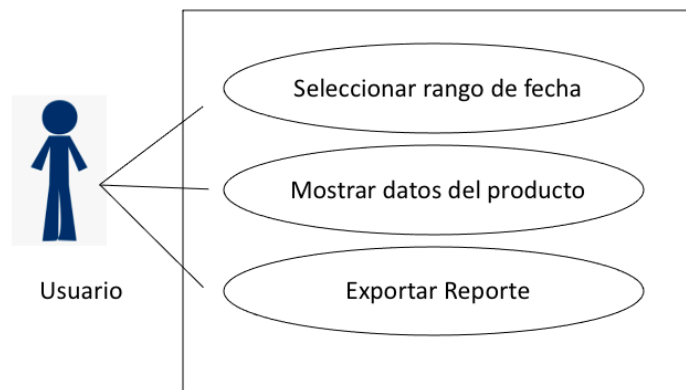 Seleccionar rango de fecha
Mostrar datos del producto
Usuario
Exportar Reporte